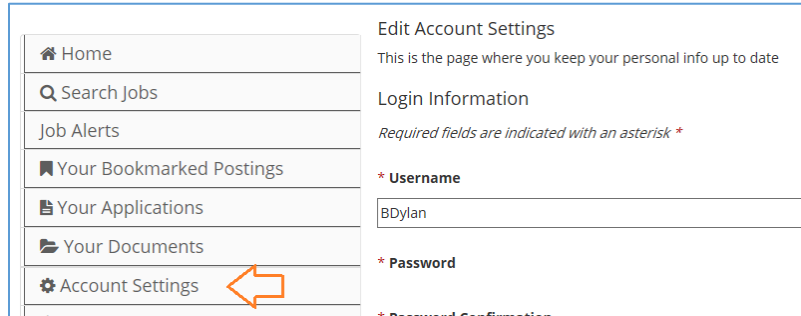 Home
Search Jobs
Job Alerts
Your Bookmarked Postings
Your Applications
Your Documents
Account Settings
Edit Account Settings
This is the page where you keep your personal info up to date
Login Information
Required fields are indicated with an asterisk *
* Username
BDylan
* Password
* Password Confirmation